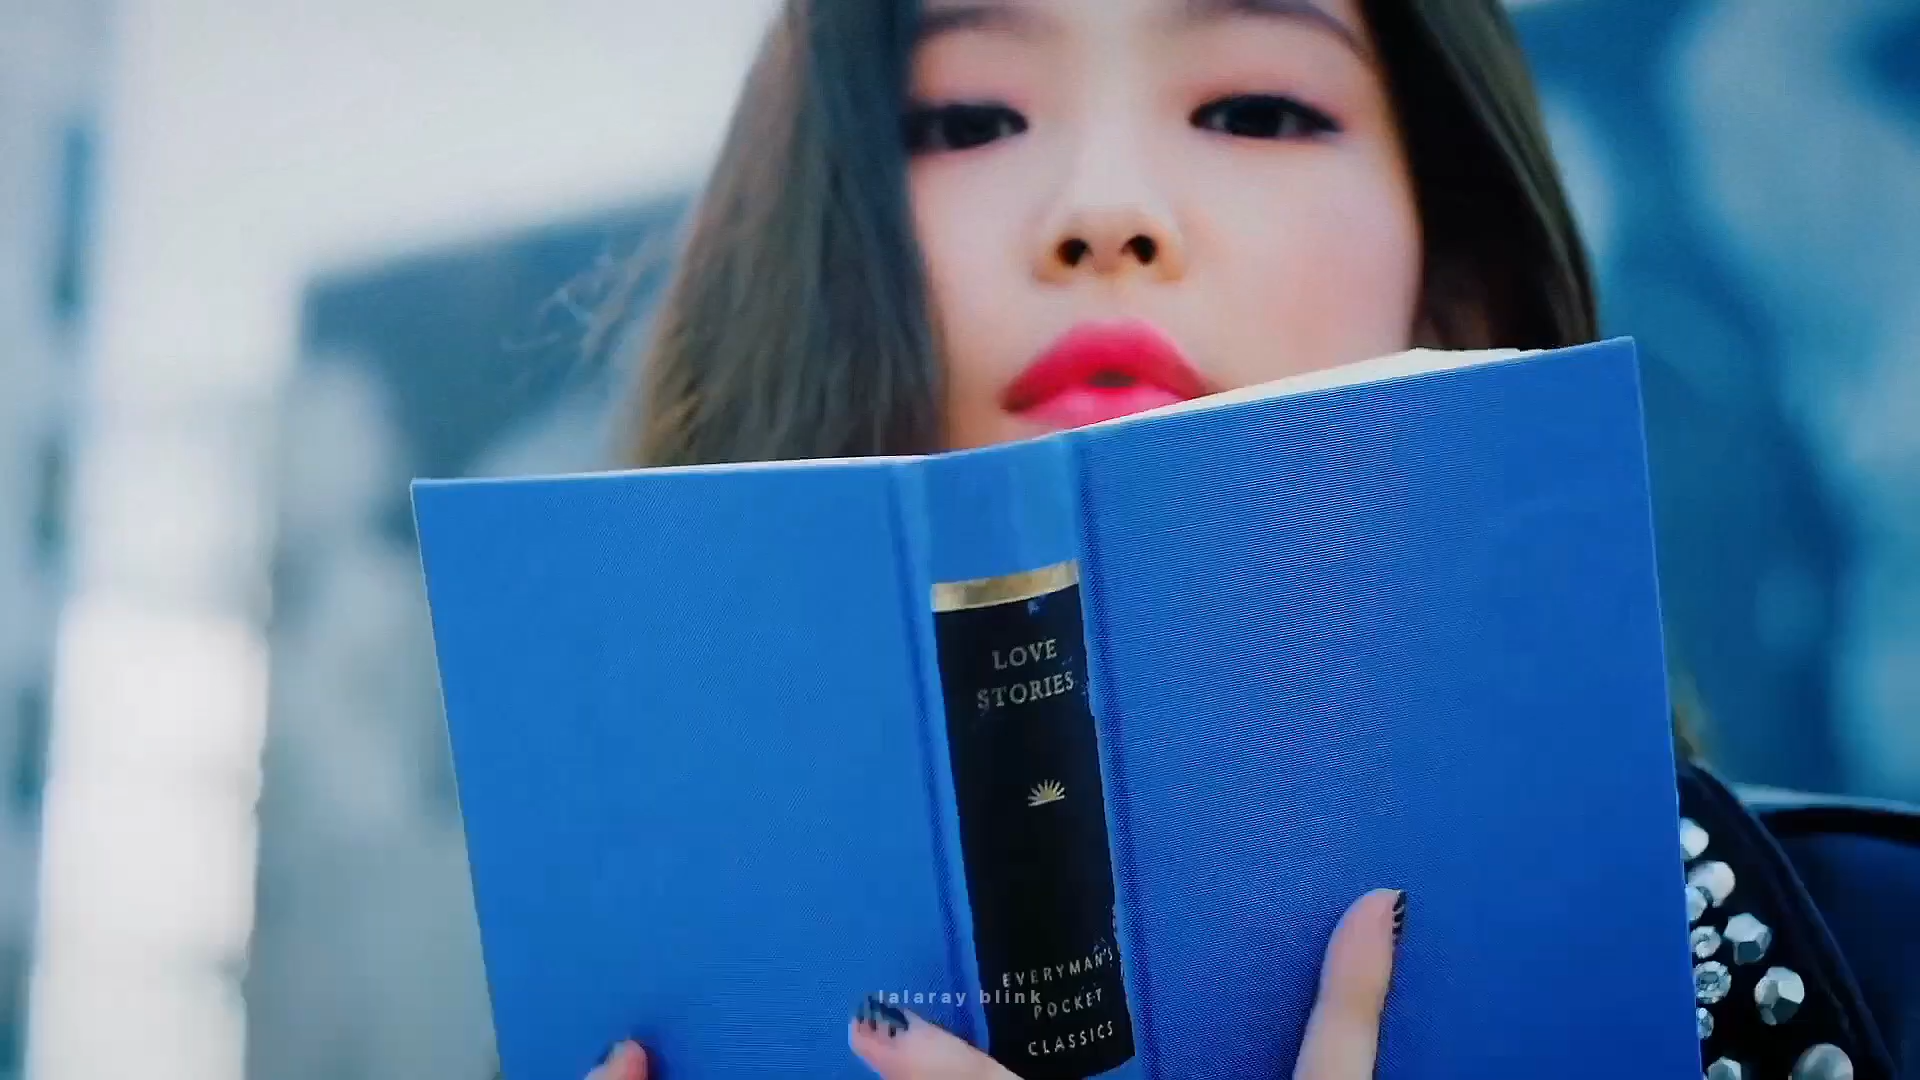 LOVE
STORIES
EVERYMAN'S
POCKET
CLASSICS
lalaray blink